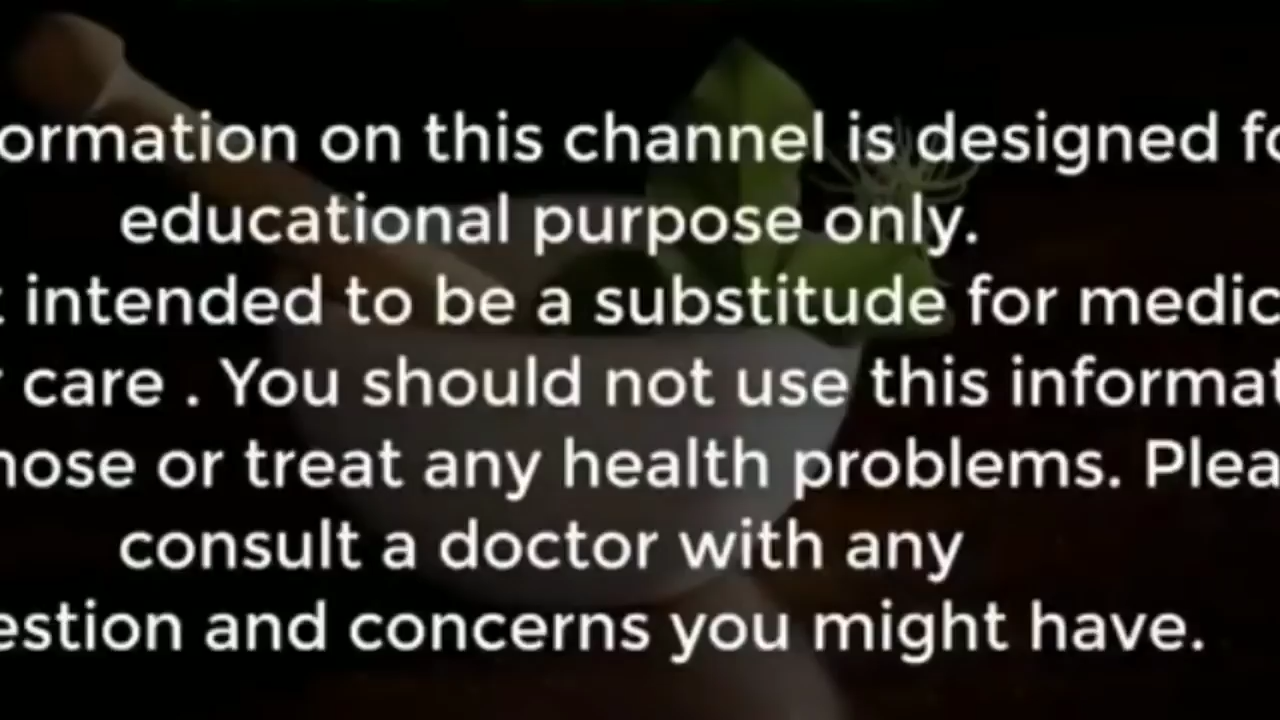 ormation on this channel is designed fo
educational purpose only.
t intended to be a substitute for medic
r care . You should not use this informat
nose or treat any health problems. Plea
consult a doctor with any
estion and concerns you might have.